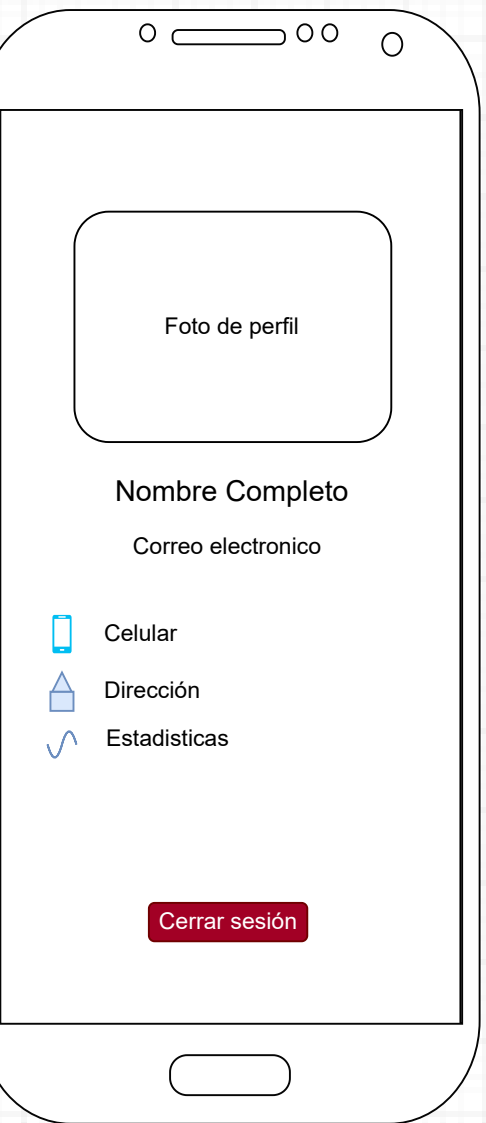 Foto de perfil
Nombre Completo
Correo electronico
Celular
Dirección
Estadisticas
Cerrar sesión